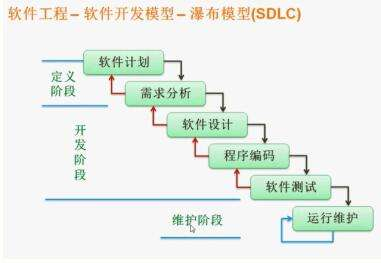 软件工程 – 软件开发模型 – 瀑布模型(SDLC)
软件计划
定义
阶段
需求分析
软件设计
开
发
阶
段
程序编码
软件测试
维护阶段
运行维护